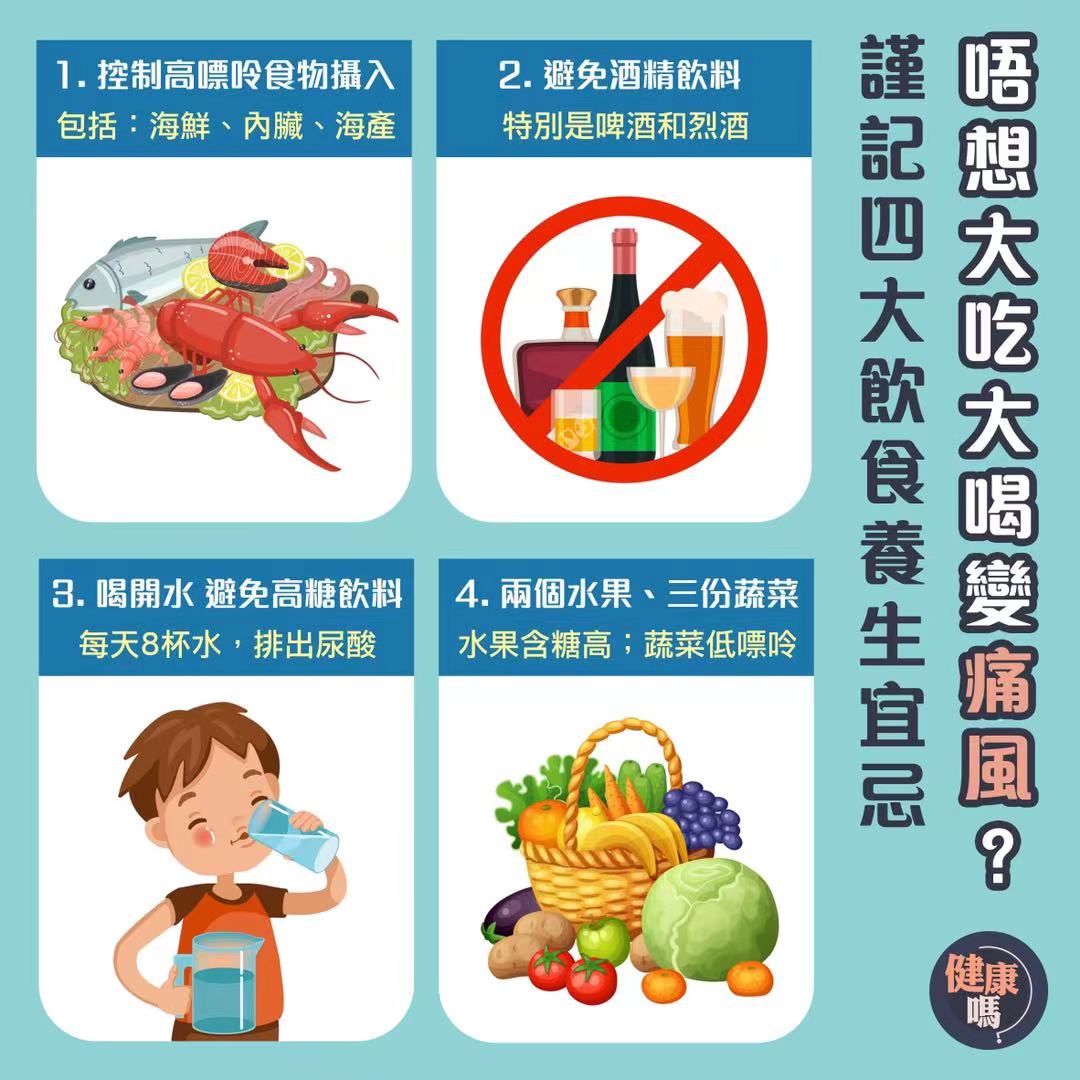 唔想大吃大喝變痛風？
謹記四大飲食養生宜忌
1. 控制高嘌呤食物攝入
包括：海鮮、內臟、海產
2. 避免酒精飲料
特別是啤酒和烈酒
3. 喝開水 避免高糖飲料
每天8杯水，排出尿酸
4. 兩個水果、三份蔬菜
水果含糖高；蔬菜低嘌呤
健康
嗎?